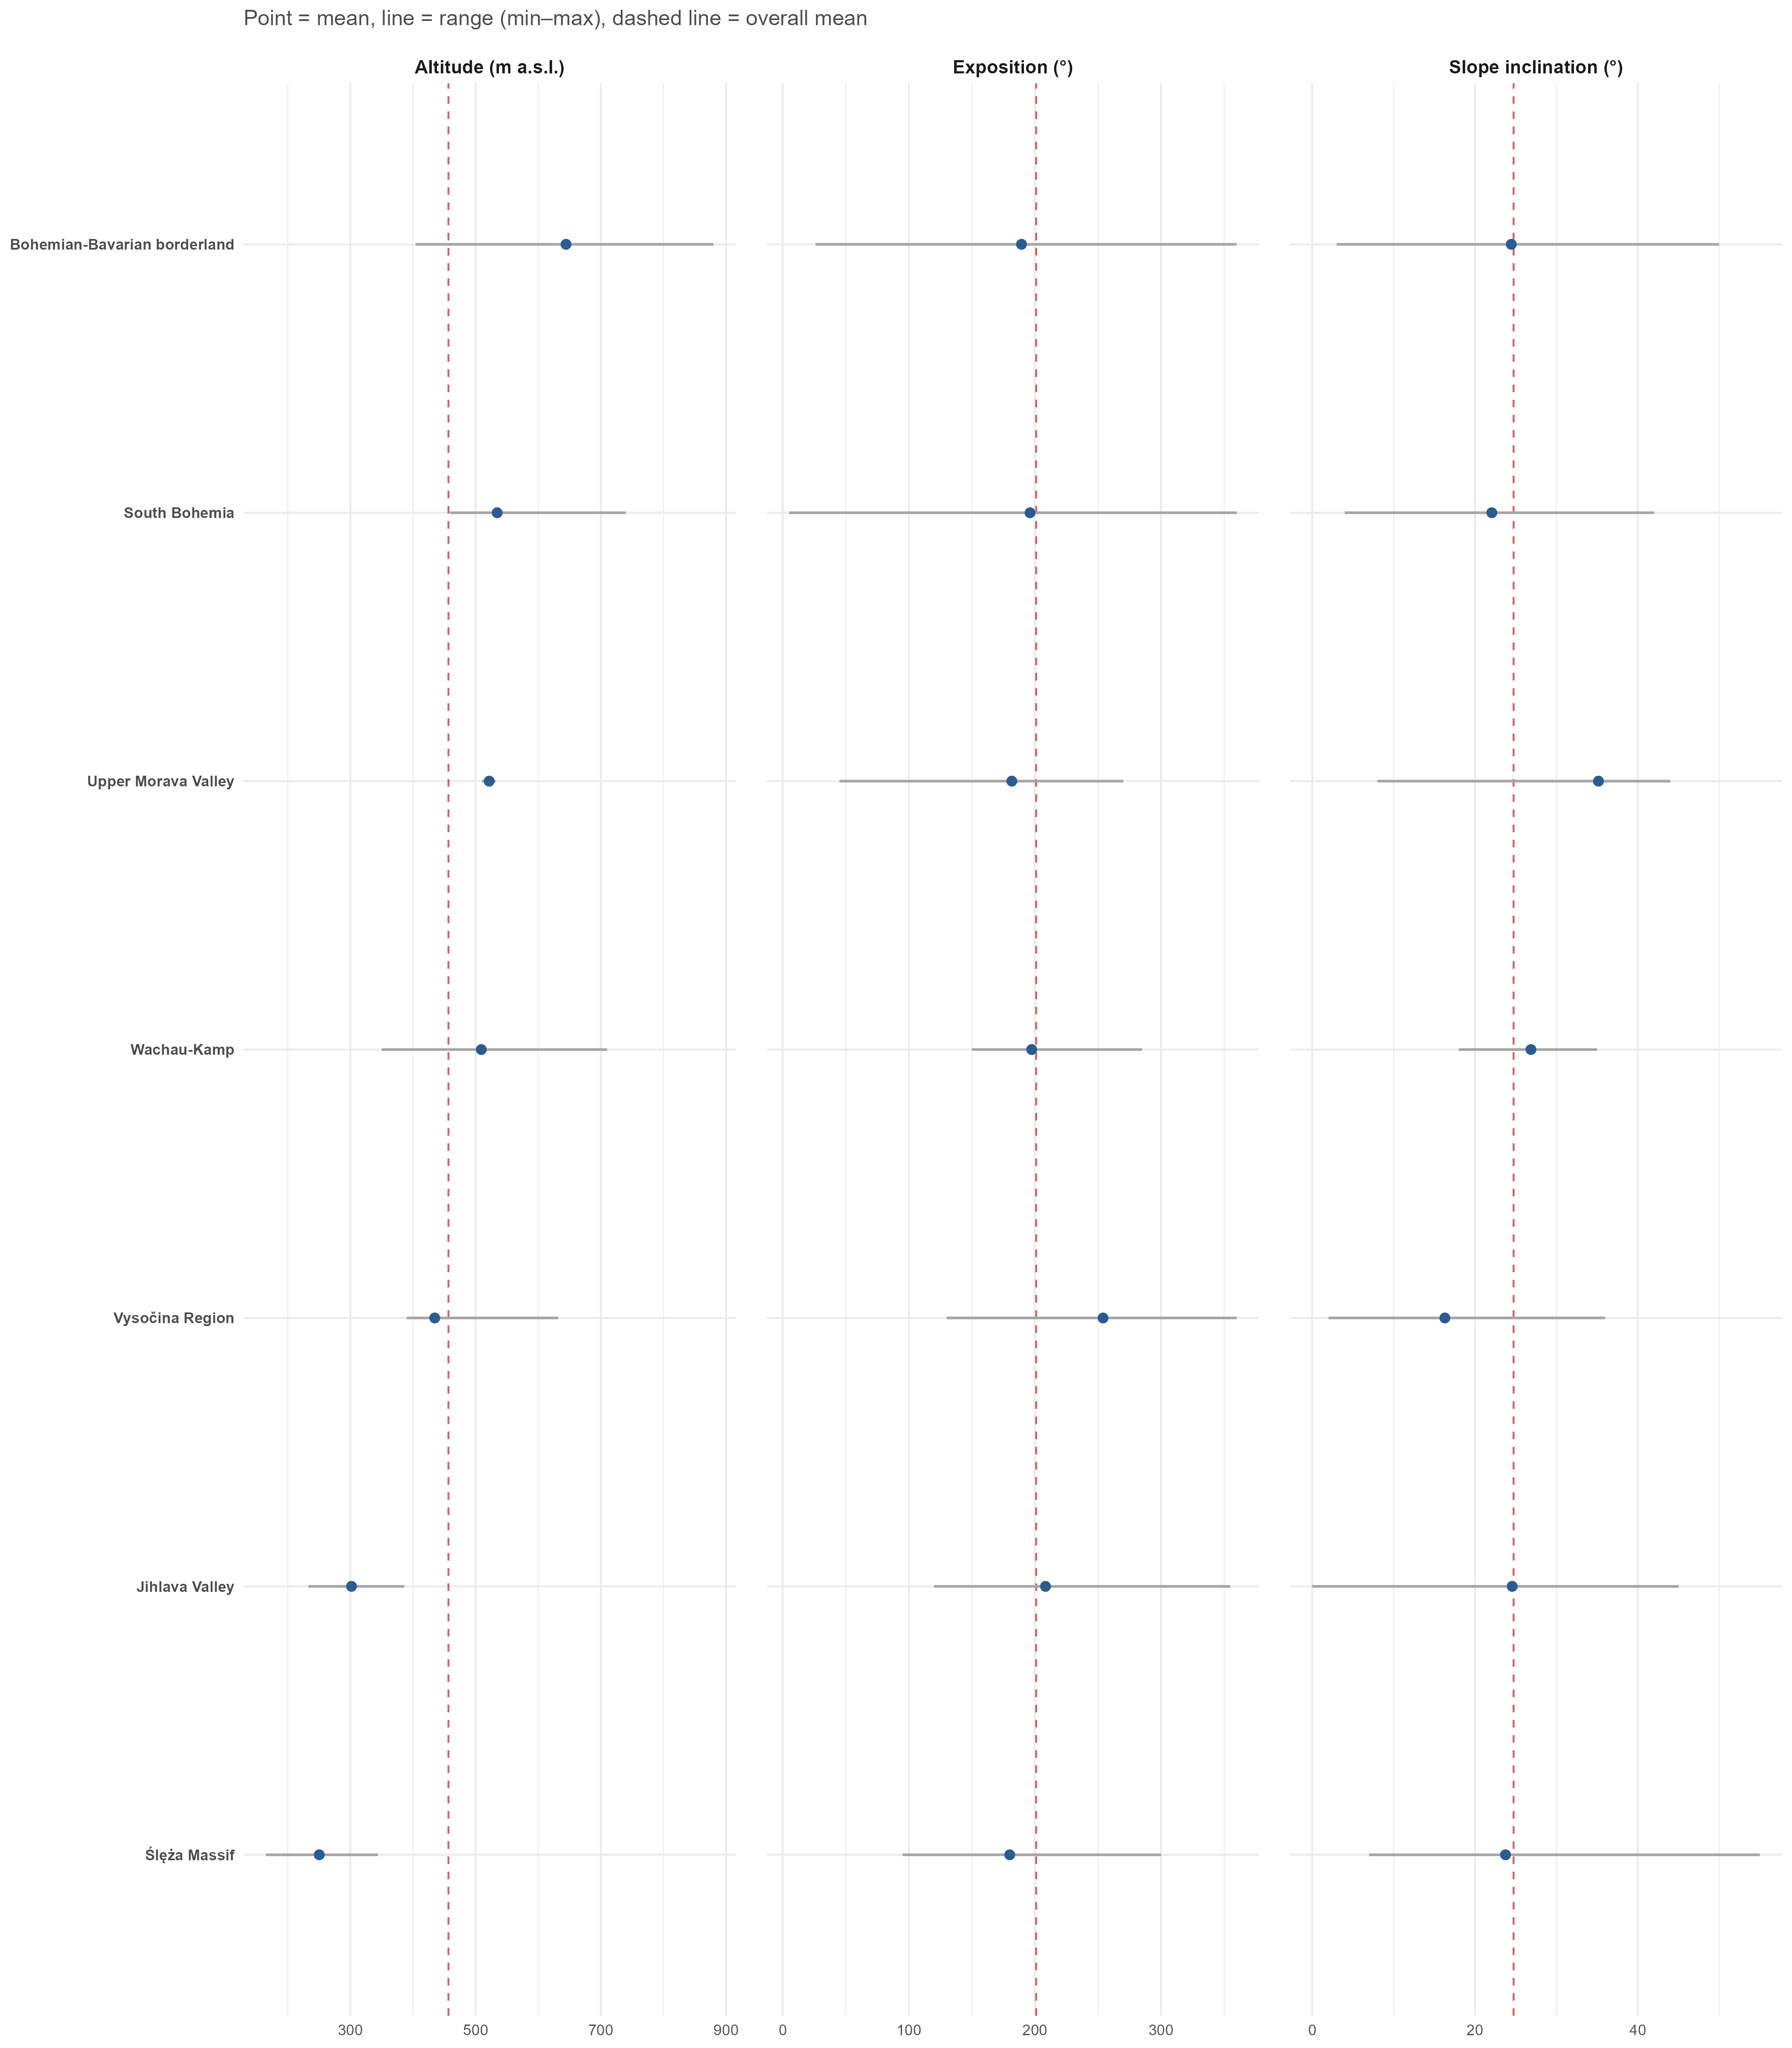 Point = mean, line = range (min–max), dashed line = overall mean
Altitude (m a.s.l.) Exposition (°) Slope inclination (°)
Bohemian-Bavarian borderland
South Bohemia
Upper Morava Valley
Wachau-Kamp
Vysočina Region
Jihlava Valley
Ślęża Massif
300 500 700 900 0 100 200 300 0 20 40